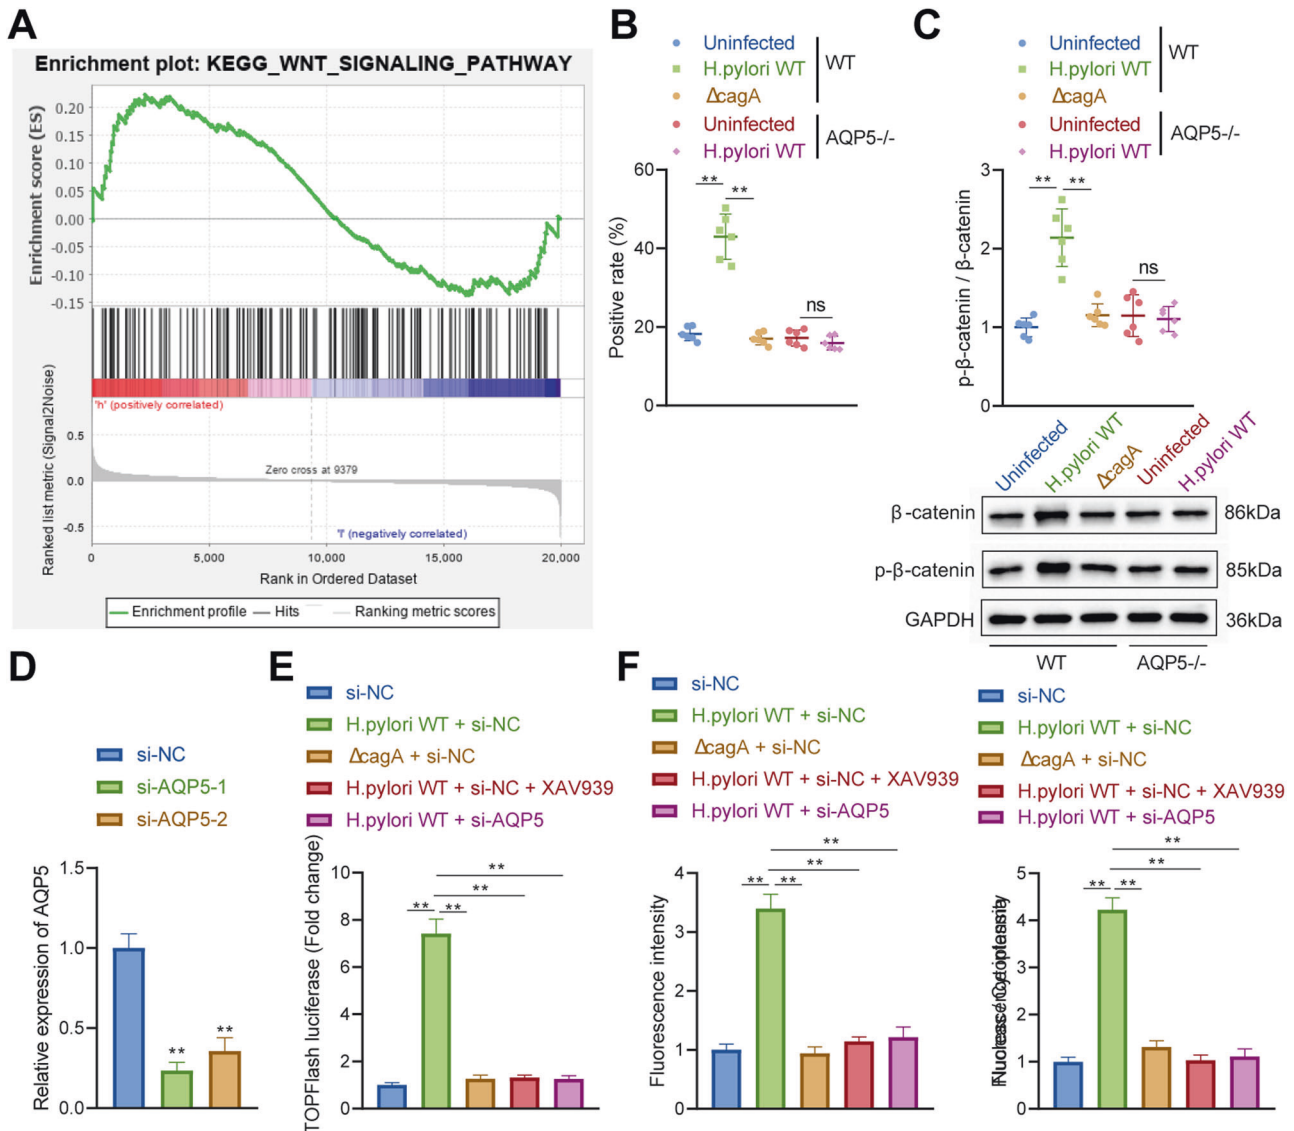 A
Enrichment plot: KEGG_WNT_SIGNALING_PATHWAY
Enrichment score (ES)
0.20
0.15
0.10
0.05
0.00
-0.05
-0.10
-0.15
'h' (positively correlated)
Ranked list metric (Signal2Noise)
0.5
0.0
-0.5
Zero cross at 9379
'l' (negatively correlated)
0
5,000
10,000
15,000
20,000
Rank in Ordered Dataset
Enrichment profile
Hits
Ranking metric scores
B
Uninfected
H.pylori WT
ΔcagA
WT
Uninfected
H.pylori WT
AQP5-/-
Positive rate (%)
60
40
20
0
**
**
ns
C
Uninfected
H.pylori WT
ΔcagA
WT
Uninfected
H.pylori WT
AQP5-/-
p-β-catenin / β-catenin
3
2
1
0
**
**
ns
Uninfected
H.pylori WT
ΔcagA
Uninfected
H.pylori WT
β-catenin
86kDa
p-β-catenin
85kDa
GAPDH
36kDa
WT
AQP5-/-
D
si-NC
si-AQP5-1
si-AQP5-2
Relative expression of AQP5
1.5
1.0
0.5
0.0
**
**
E
si-NC
H.pylori WT + si-NC
ΔcagA + si-NC
H.pylori WT + si-NC + XAV939
H.pylori WT + si-AQP5
TOPFlash luciferase (Fold change)
10
8
6
4
2
0
**
**
**
**
F
si-NC
H.pylori WT + si-NC
ΔcagA + si-NC
H.pylori WT + si-NC + XAV939
H.pylori WT + si-AQP5
Fluorescence intensity
4
3
2
1
0
**
**
**
**
si-NC
H.pylori WT + si-NC
ΔcagA + si-NC
H.pylori WT + si-NC + XAV939
H.pylori WT + si-AQP5
5
4
3
2
1
0
**
**
**
**